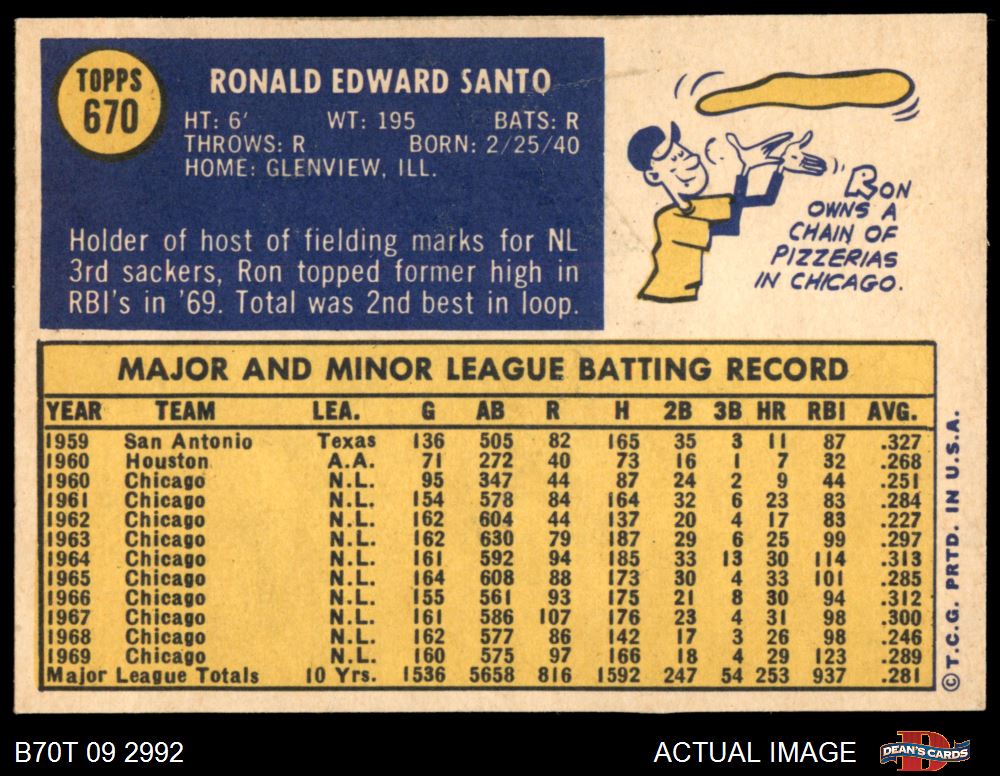 TOPPS
670
RONALD EDWARD SANTO
HT: 6' WT: 195 BATS: R
THROWS: R BORN: 2/25/40
HOME: GLENVIEW, ILL.
Holder of host of fielding marks for NL
3rd sackers, Ron topped former high in
RBI's in '69. Total was 2nd best in loop.
RON
OWNS A
CHAIN OF
PIZZERIAS
IN CHICAGO.
MAJOR AND MINOR LEAGUE BATTING RECORD
YEAR TEAM LEA. G AB R H 2B 3B HR RBI AVG.
1959 San Antonio Texas 136 505 82 165 35 3 11 87 .327
1960 Houston A.A. 71 272 40 73 16 1 7 32 .268
1960 Chicago N.L. 95 347 44 87 24 2 9 44 .251
1961 Chicago N.L. 154 578 84 164 32 6 23 83 .284
1962 Chicago N.L. 162 604 44 137 20 4 17 83 .227
1963 Chicago N.L. 162 630 79 187 29 6 25 99 .297
1964 Chicago N.L. 161 592 94 185 33 13 30 114 .313
1965 Chicago N.L. 164 608 88 173 30 4 33 101 .285
1966 Chicago N.L. 155 561 93 175 21 8 30 94 .312
1967 Chicago N.L. 161 586 107 176 23 4 31 98 .300
1968 Chicago N.L. 162 577 86 142 17 3 26 98 .246
1969 Chicago N.L. 160 575 97 166 18 4 29 123 .289
Major League Totals 10 Yrs. 1536 5658 816 1592 247 54 253 937 .281
©T.C.G. PRTD. IN U.S.A.
B70T 09 2992
ACTUAL IMAGE
DEAN'S CARDS